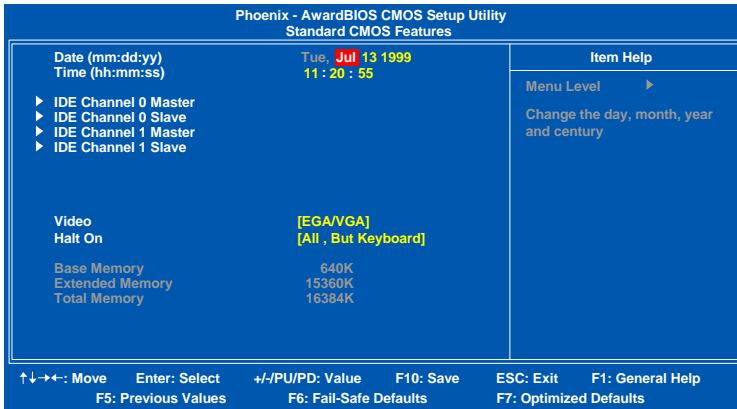 Phoenix - AwardBIOS CMOS Setup Utility
Standard CMOS Features
Date (mm:dd:yy) Tue, Jul 13 1999
Time (hh:mm:ss) 11 : 20 : 55
IDE Channel 0 Master
IDE Channel 0 Slave
IDE Channel 1 Master
IDE Channel 1 Slave
Video [EGA/VGA]
Halt On [All , But Keyboard]
Base Memory 640K
Extended Memory 15360K
Total Memory 16384K
Item Help
Menu Level
Change the day, month, year
and century
↑↓→←: Move Enter: Select +/-/PU/PD: Value F10: Save ESC: Exit F1: General Help
F5: Previous Values F6: Fail-Safe Defaults F7: Optimized Defaults